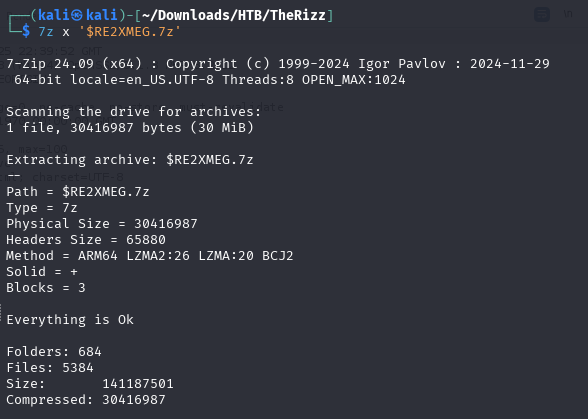 ┌──(kali㉿kali)-[~/Downloads/HTB/TheRizz]
└─$ 7z x '$RE2XMEG.7z'
7-Zip 24.09 (x64) : Copyright (c) 1999-2024 Igor Pavlov : 2024-11-29
64-bit locale=en_US.UTF-8 Threads:8 OPEN_MAX:1024
Scanning the drive for archives:
1 file, 30416987 bytes (30 MiB)
Extracting archive: $RE2XMEG.7z
--
Path = $RE2XMEG.7z
Type = 7z
Physical Size = 30416987
Headers Size = 65880
Method = ARM64 LZMA2:26 LZMA:20 BCJ2
Solid = +
Blocks = 3
Everything is Ok
Folders: 684
Files: 5384
Size:       141187501
Compressed: 30416987